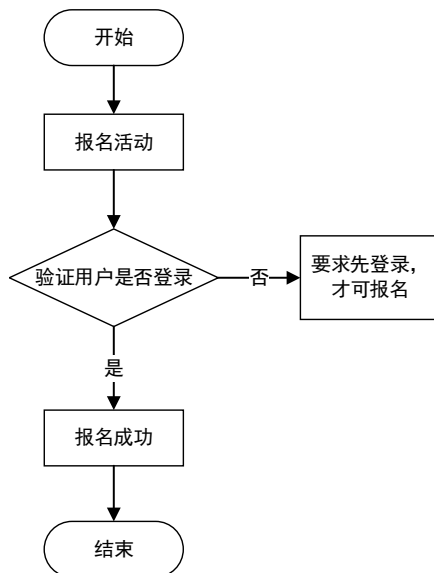 开始
报名活动
验证用户是否登录
否
要求先登录，
才可报名
是
报名成功
结束